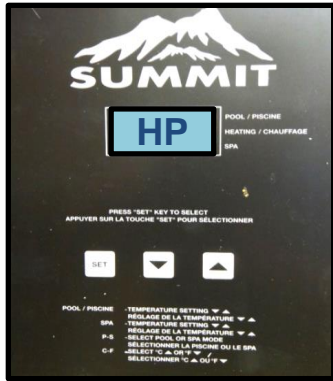 SUMMIT
HP
POOL / PISCINE
HEATING / CHAUFFAGE
SPA
PRESS "SET" KEY TO SELECT
APPUYER SUR LA TOUCHE "SET" POUR SÉLECTIONNER
SET
POOL / PISCINE - TEMPERATURE SETTING ▼ ▲
RÉGLAGE DE LA TEMPÉRATURE ▼ ▲
SPA - TEMPERATURE SETTING ▼ ▲
RÉGLAGE DE LA TEMPÉRATURE ▼ ▲
P-S - SELECT POOL OR SPA MODE
SÉLECTIONNER LA PISCINE OU LE SPA
C-F - SELECT °C ▲ OR °F ▼ /
SÉLECTIONNER °C ▲ OU °F ▼